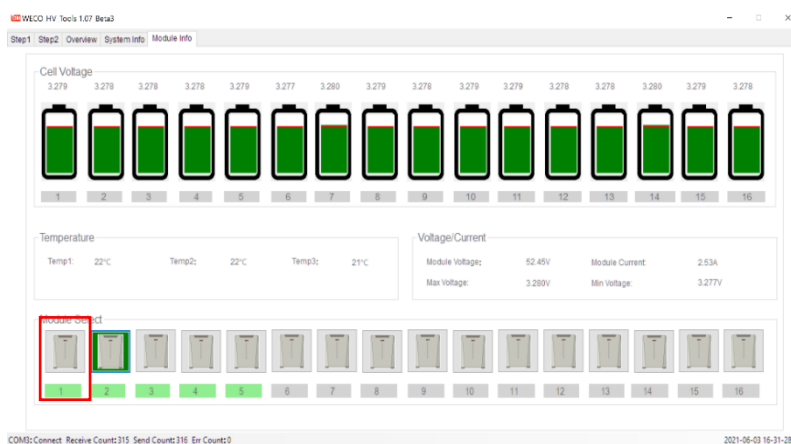 WECO HV Tools 1.07 Beta3
Step1 Step2 Overview System Info Module Info
Cell Voltage
3.279 3.278 3.278 3.278 3.279 3.277 3.280 3.279 3.278 3.279 3.279 3.278 3.278 3.280 3.279 3.278
1 2 3 4 5 6 7 8 9 10 11 12 13 14 15 16
Temperature
Temp1: 22°C Temp2: 22°C Temp3: 21°C
Voltage/Current
Module Voltage: 52.45V Module Current: 2.53A
Max Voltage: 3.280V Min Voltage: 3.277V
Module Select
1 2 3 4 5 6 7 8 9 10 11 12 13 14 15 16
COM3: Connect Receive Count: 315 Send Count: 316 Err Count: 0 2021-06-03 16-31-28